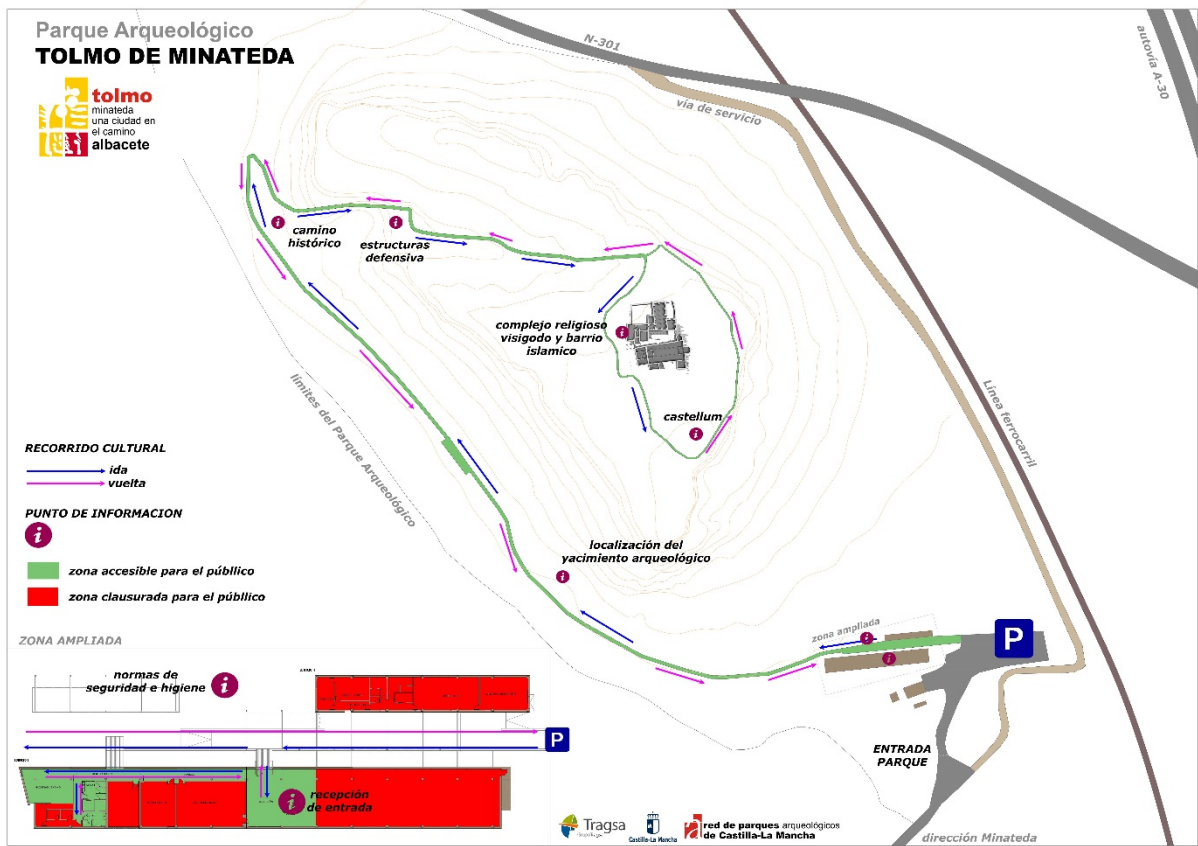 Parque Arqueológico
TOLMO DE MINATEDA
tolmo
minateda
una ciudad en
el camino
albacete
N-301
autovía A-30
vía de servicio
Línea ferrocarril
camino
histórico
estructuras
defensiva
complejo religioso
visigodo y barrio
islamico
castellum
límites del Parque Arqueológico
RECORRIDO CULTURAL
ida
vuelta
PUNTO DE INFORMACION
i
zona accesible para el públlico
zona clausurada para el públlico
localización del
yacimiento arqueológico
zona ampliada
P
ENTRADA
PARQUE
dirección Minateda
ZONA AMPLIADA
normas de
seguridad e higiene
i
P
recepción
de entrada
i
Tragsa
Castilla-La Mancha
red de parques arqueológicos
de Castilla-La Mancha